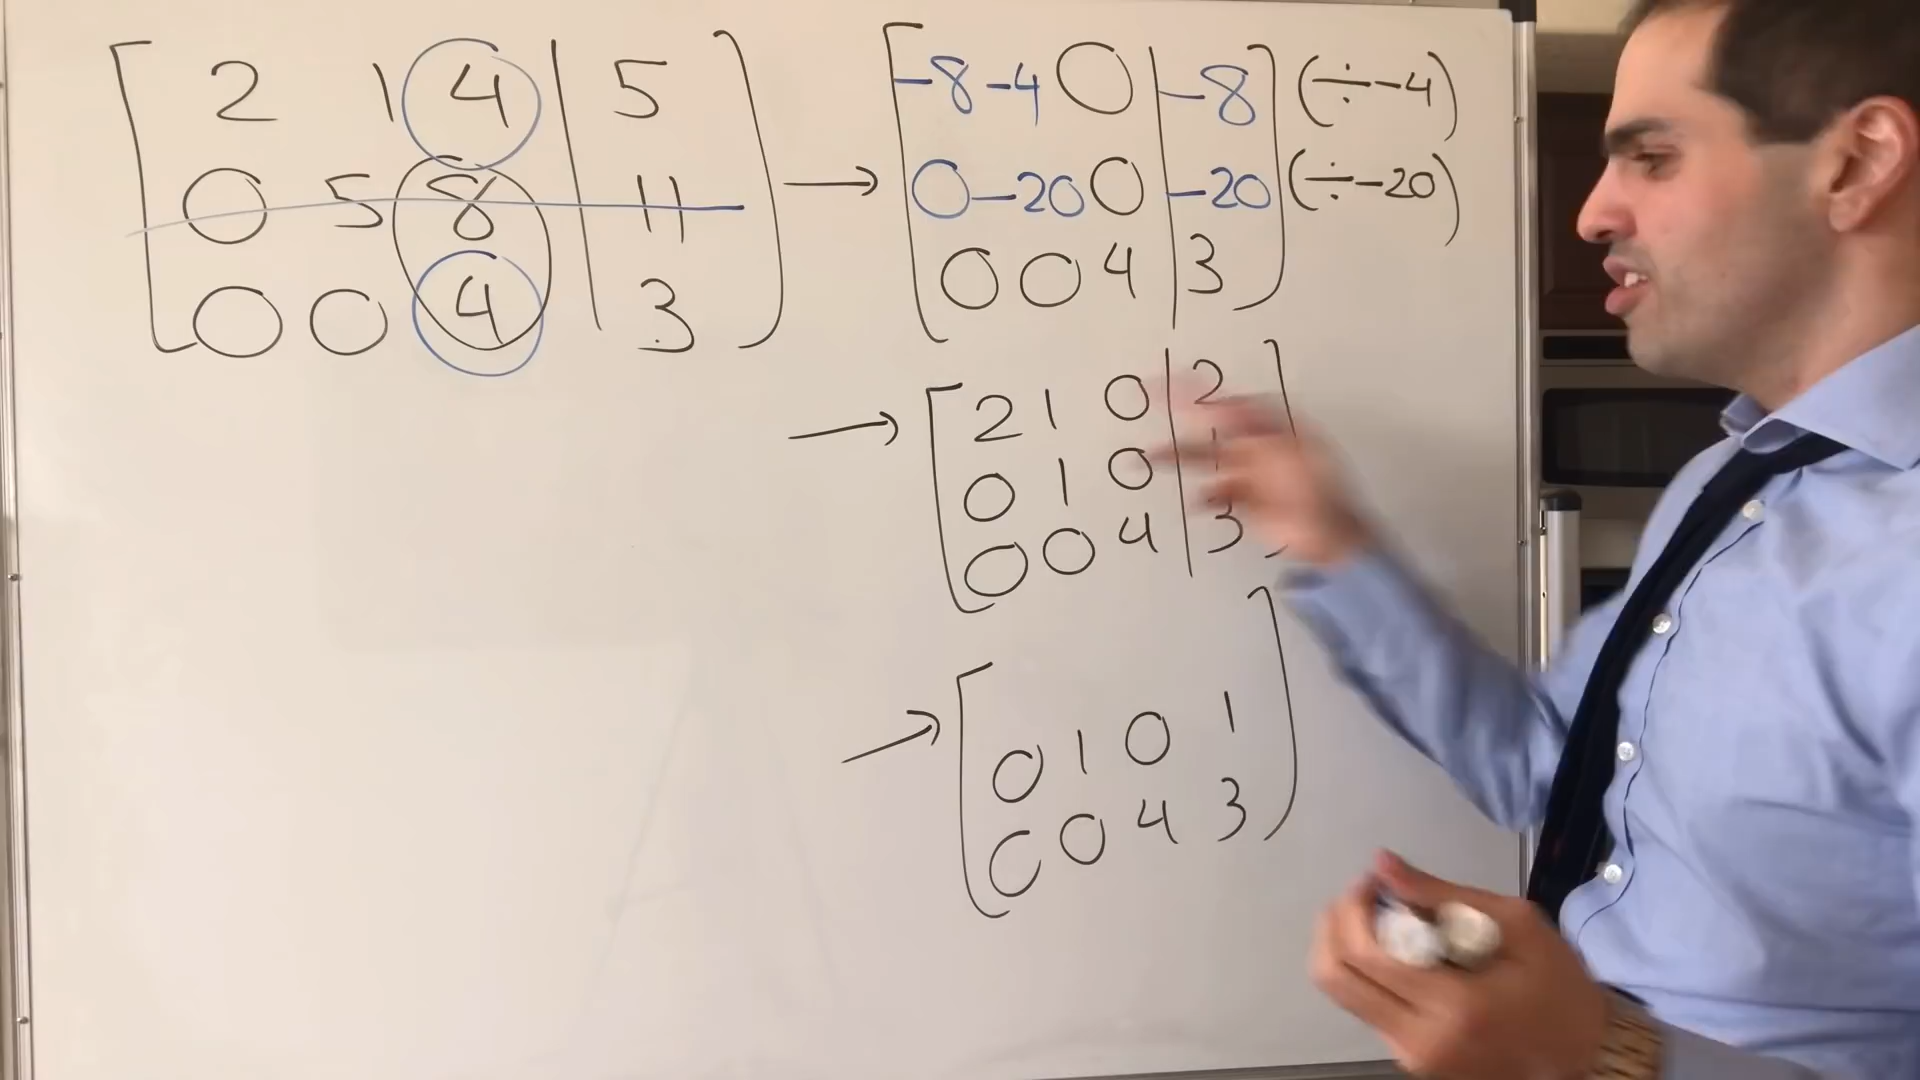 2 1 4 | 5
0 5 8 | 11
0 0 4 | 3
→ -8 -4 0 | -8 (÷-4)
0 -20 0 | -20 (÷-20)
0 0 4 | 3
→ 2 1 0 | 2
0 1 0 | 1
0 0 4 | 3
→ 0 1 0 1
0 0 4 3